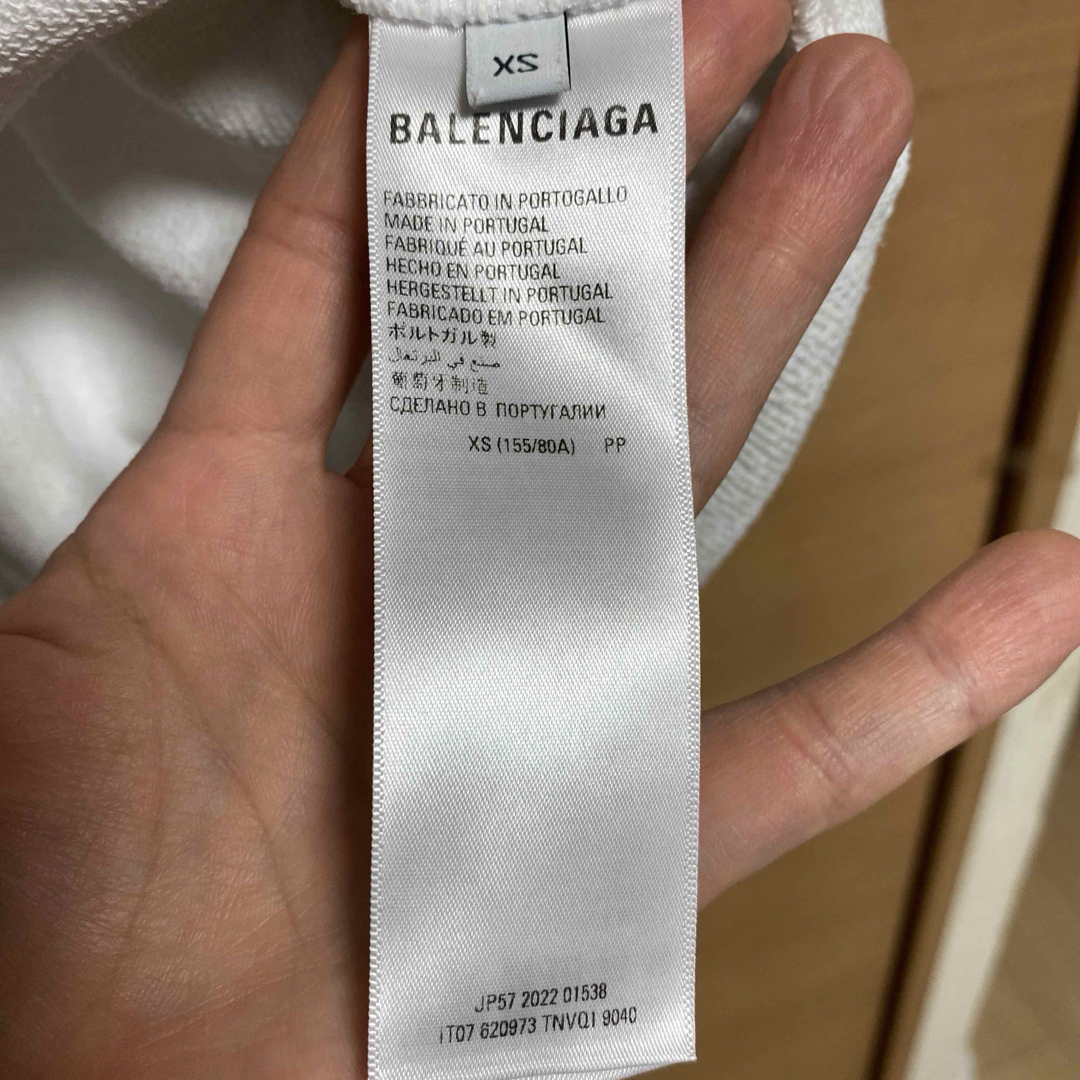 XS
BALENCIAGA
FABBRICATO IN PORTOGALLO
MADE IN PORTUGAL
FABRIQUÉ AU PORTUGAL
HECHO EN PORTUGAL
HERGESTELLT IN PORTUGAL
FABRICADO EM PORTUGAL
ポルトガル製
صنع في البرتغال
葡萄牙制造
СДЕЛАНО В ПОРТУГАЛИИ
XS (155/80A) PP
JP57 2022 01538
IT07 620973 TNVQ1 9040